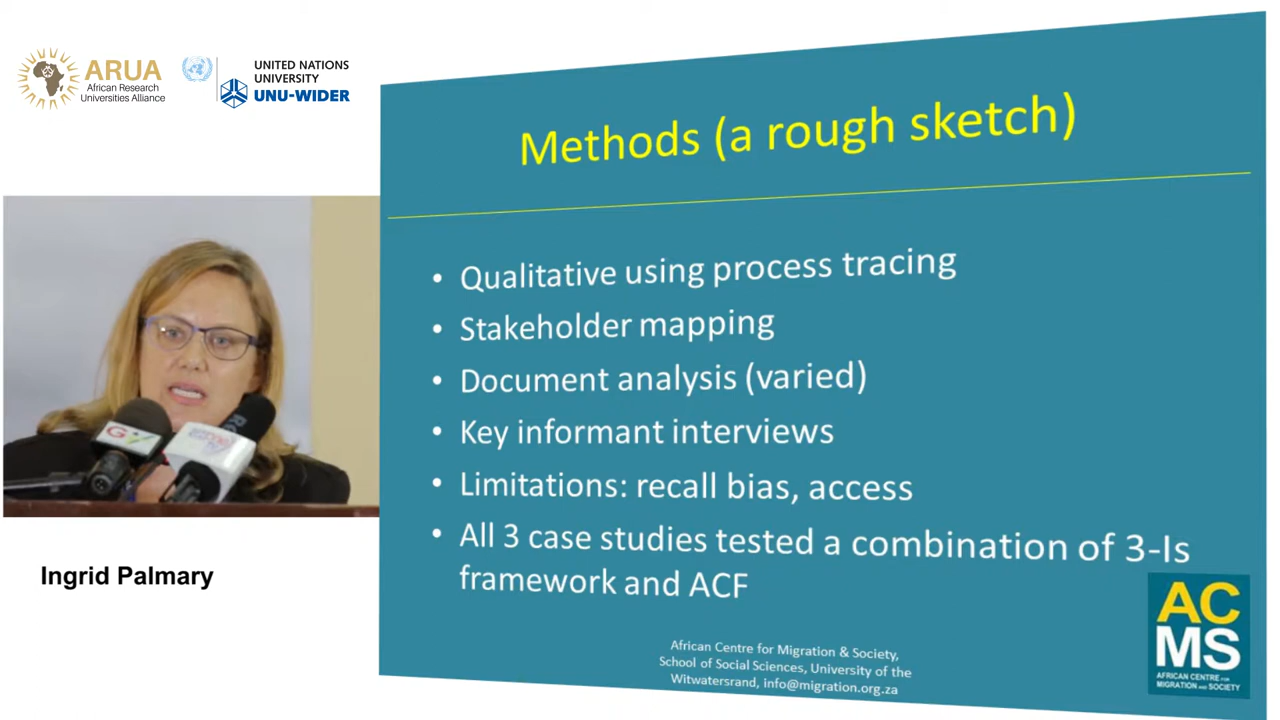 ARUA
African Research
Universities Alliance
UNITED NATIONS
UNIVERSITY
UNU-WIDER
Methods (a rough sketch)
• Qualitative using process tracing
• Stakeholder mapping
• Document analysis (varied)
• Key informant interviews
• Limitations: recall bias, access
• All 3 case studies tested a combination of 3-Is
framework and ACF
Ingrid Palmary
African Centre for Migration & Society,
School of Social Sciences, University of the
Witwatersrand, info@migration.org.za
AC
MS
AFRICAN CENTRE FOR
MIGRATION AND SOCIETY